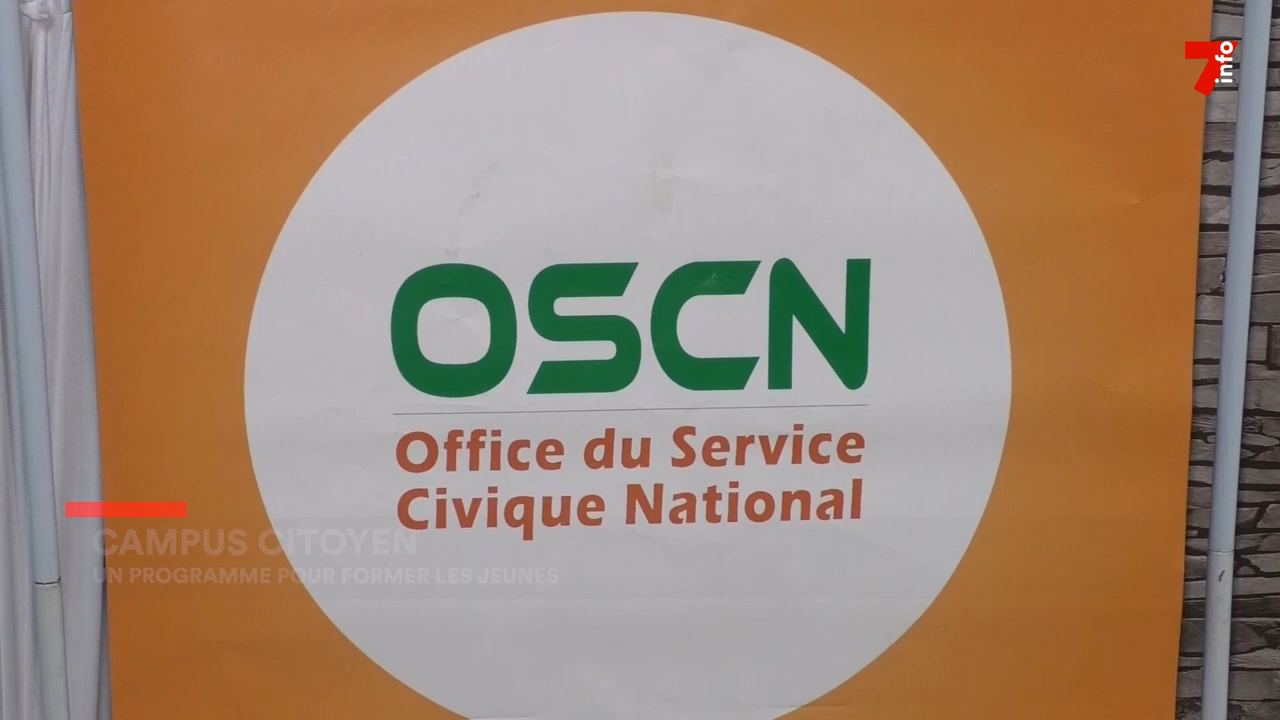 7info
OSCN
Office du Service
Civique National
CAMPUS CITOYEN
UN PROGRAMME POUR FORMER LES JEUNES